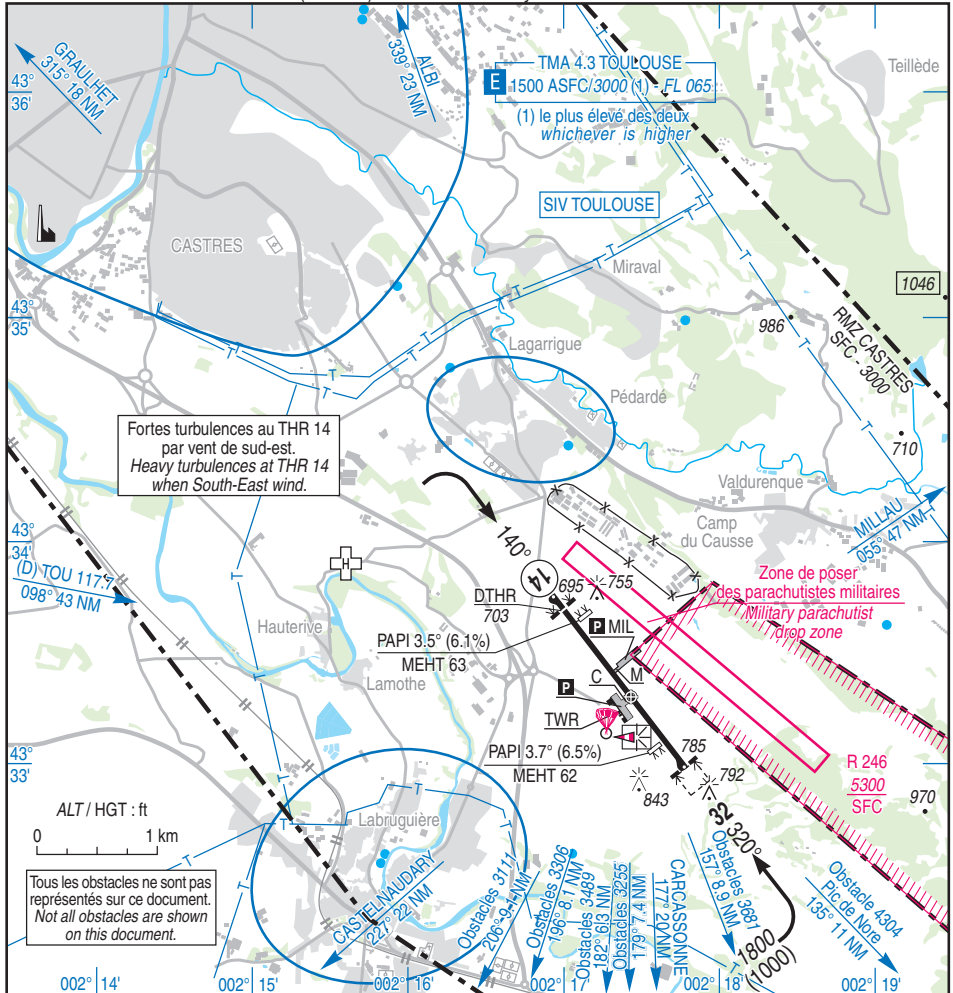 GRAULHET
315° 18 NM
ALBI
339° 23 NM
TMA 4.3 TOULOUSE
E 1500 ASFC/3000 (1) - FL 065
(1) le plus élevé des deux
whichever is higher
Teillède
43°
36'
SIV TOULOUSE
CASTRES
Miraval
1046
43°
35'
986
RMZ CASTRES
SFC - 3000
Lagarrigue
Pédardé
710
Fortes turbulences au THR 14
par vent de sud-est.
Heavy turbulences at THR 14
when South-East wind.
Valdurenque
MILLAU
055° 47 NM
Camp
du Causse
43°
34'
140°
14
(D) TOU 117.7
098° 43 NM
H
Zone de poser
des parachutistes militaires
Military parachutist
drop zone
695
755
DTHR
703
Hauterive
PAPI 3.5° (6.1%)
MEHT 63
P MIL
Lamothe
C
M
P
TWR
43°
33'
PAPI 3.7° (6.5%)
MEHT 62
785
792
843
R 246
5300
SFC
970
ALT / HGT : ft
0 1 km
Labruguière
32 320°
Tous les obstacles ne sont pas
représentés sur ce document.
Not all obstacles are shown
on this document.
CASTELNAUDARY
227° 22 NM
Obstacles 3111
206° 9.1 NM
Obstacles 3306
196° 8.1 NM
Obstacles 3489
182° 6.3 NM
Obstacles 3255
179° 7.4 NM
CARCASSONNE
177° 20 NM
Obstacles 3681
157° 8.9 NM
1800
(1000)
Obstacle 4304
Pic de Nore
135° 11 NM
002° 14'
002° 15'
002° 16'
002° 17'
002° 18'
002° 19'